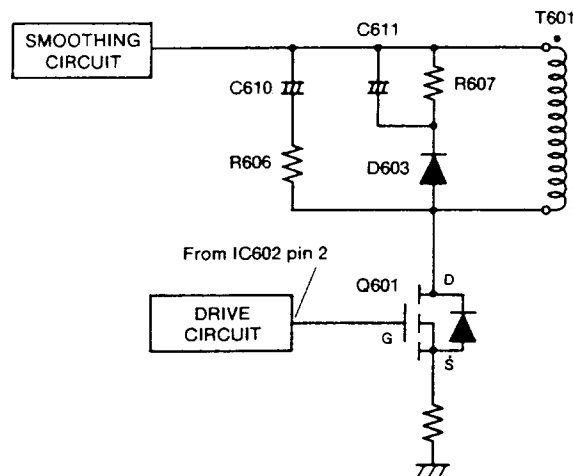 T601
C611
SMOOTHING
CIRCUIT
C610
R607
R606
D603
From IC602 pin 2
Q601
D
DRIVE
CIRCUIT
G
S